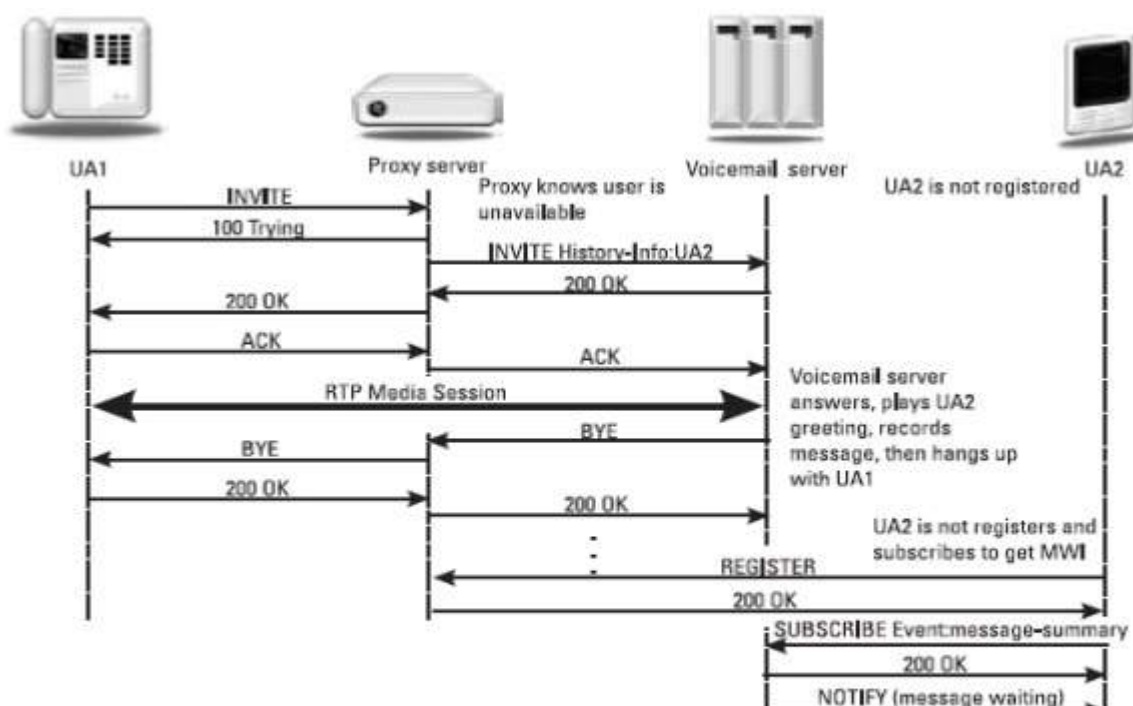 UA1
Proxy server
Voicemail server
UA2
UA2 is not registered
Proxy knows user is
unavailable
INVITE
100 Trying
INVITE History-Info:UA2
200 OK
200 OK
ACK
ACK
RTP Media Session
Voicemail server
answers, plays UA2
greeting, records
message, then hangs up
with UA1
BYE
BYE
200 OK
200 OK
UA2 is not registers and
subscribes to get MWI
REGISTER
200 OK
SUBSCRIBE Event:message-summary
200 OK
NOTIFY (message waiting)